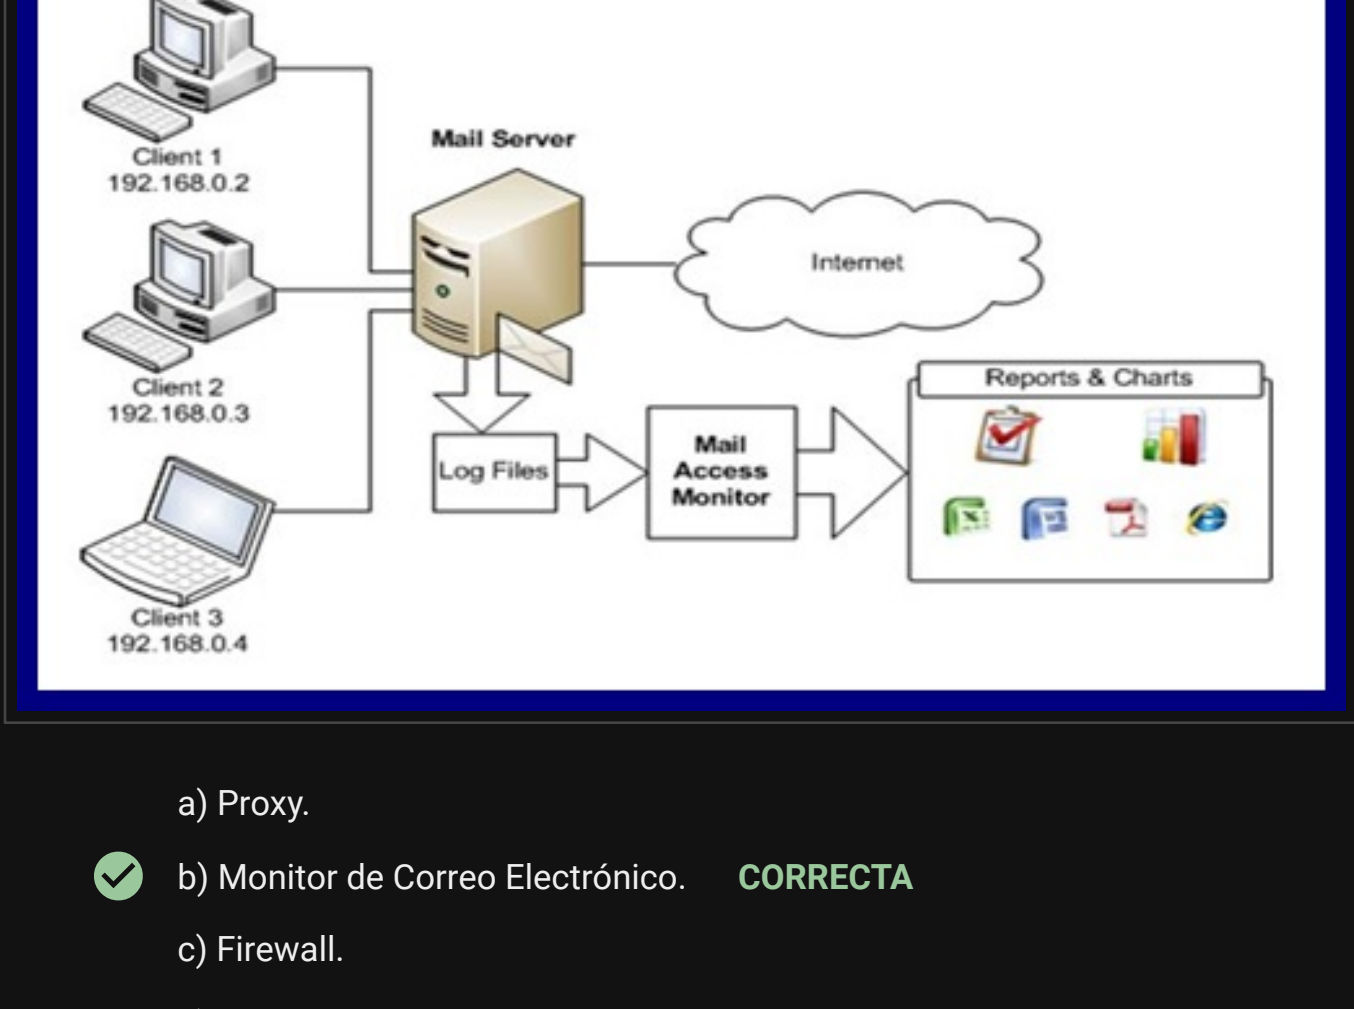 Client 1
192.168.0.2
Mail Server
Internet
Client 2
192.168.0.3
Log Files
Mail
Access
Monitor
Reports & Charts
Client 3
192.168.0.4
a) Proxy.
b) Monitor de Correo Electrónico. CORRECTA
c) Firewall.